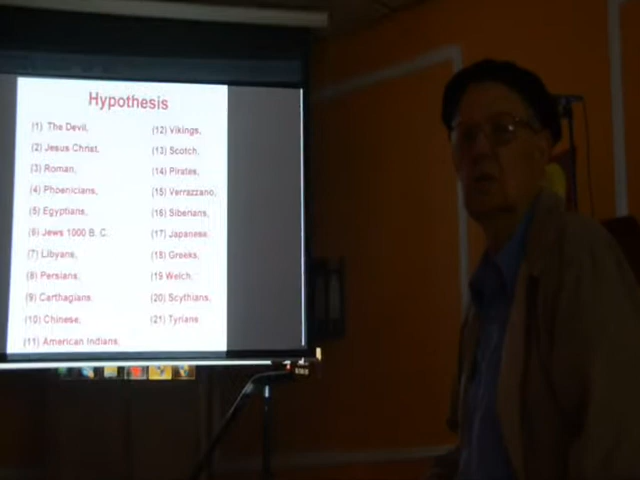 Hypothesis
(1) The Devil,
(2) Jesus Christ,
(3) Roman,
(4) Phoenicians,
(5) Egyptians,
(6) Jews 1000 B. C.
(7) Libyans,
(8) Persians,
(9) Carthagians.
(10) Chinese,
(11) American Indians,
(12) Vikings,
(13) Scotch,
(14) Pirates,
(15) Verrazzano,
(16) Siberians,
(17) Japanese.
(18) Greeks,
(19 Welch,
(20) Scythians,
(21) Tyrians